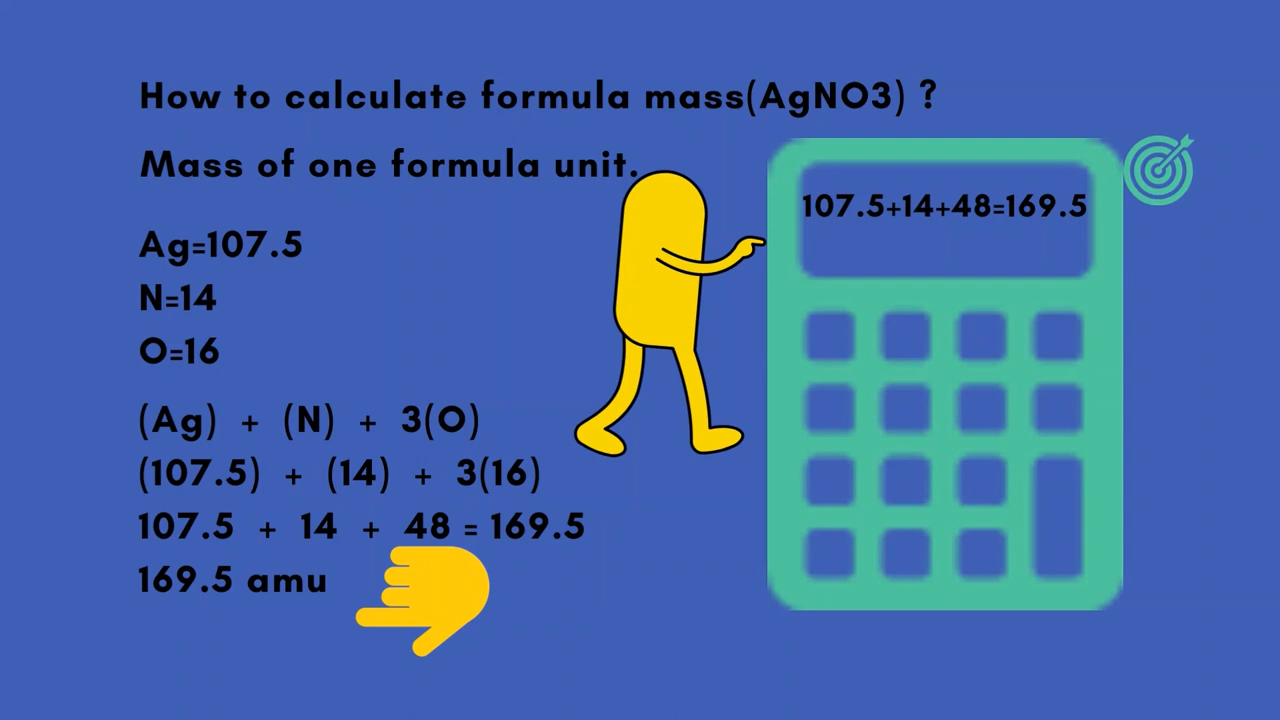 How to calculate formula mass(AgNO3) ?
Mass of one formula unit.
Ag=107.5
N=14
O=16
(Ag) + (N) + 3(O)
(107.5) + (14) + 3(16)
107.5 + 14 + 48 = 169.5
169.5 amu
107.5+14+48=169.5